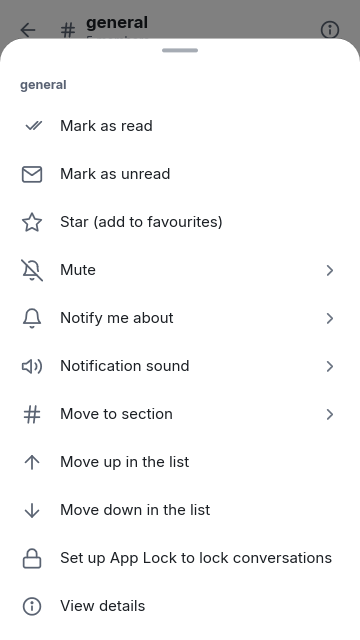 general
general
Mark as read
Mark as unread
Star (add to favourites)
Mute
Notify me about
Notification sound
Move to section
Move up in the list
Move down in the list
Set up App Lock to lock conversations
View details